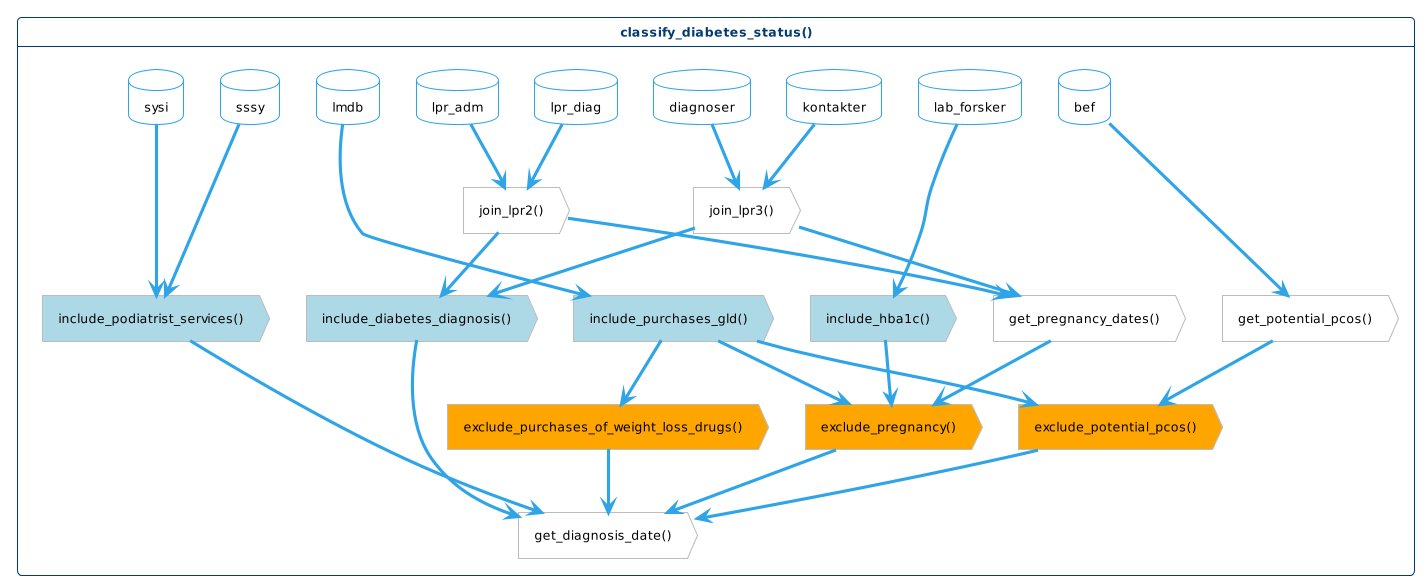 classify_diabetes_status()
sysi
sssy
lmdb
lpr_adm
lpr_diag
diagnoser
kontakter
lab_forsker
bef
join_lpr2()
join_lpr3()
include_podiatrist_services()
include_diabetes_diagnosis()
include_purchases_gld()
include_hba1c()
get_pregnancy_dates()
get_potential_pcos()
exclude_purchases_of_weight_loss_drugs()
exclude_pregnancy()
exclude_potential_pcos()
get_diagnosis_date()